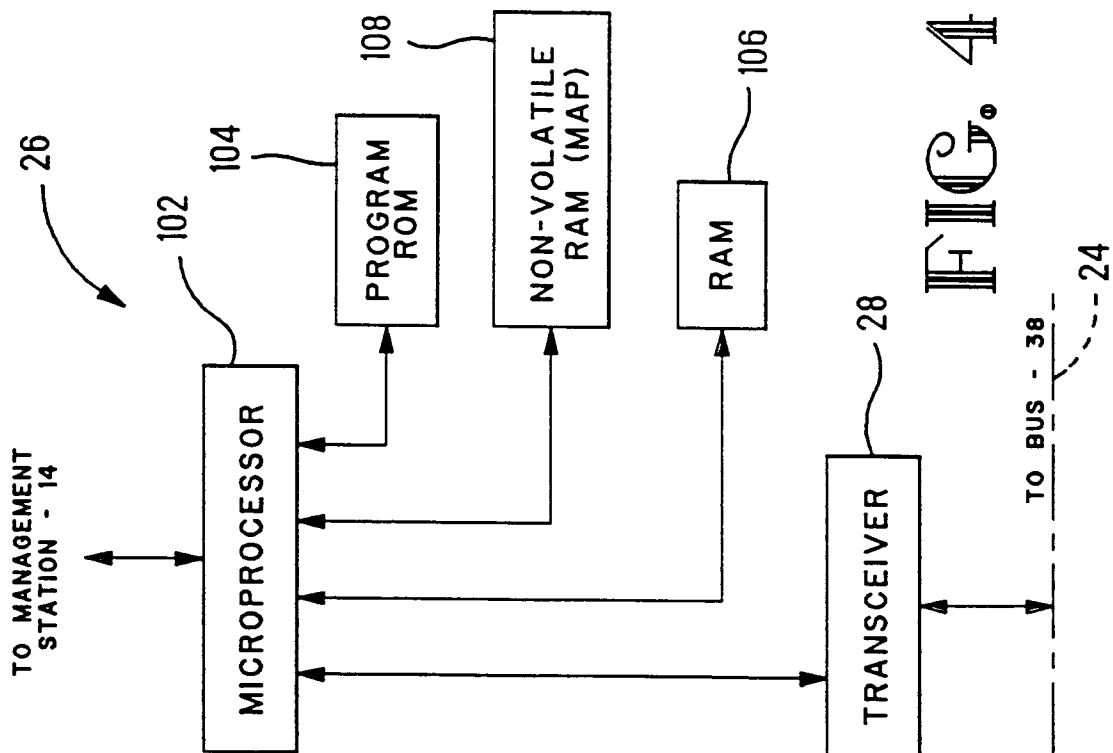 TO MANAGEMENT
STATION - 14
26
102
MICROPROCESSOR
104
PROGRAM
ROM
108
NON-VOLATILE
RAM (MAP)
106
RAM
28
TRANSCEIVER
TO BUS - 38
24
FIG. 4